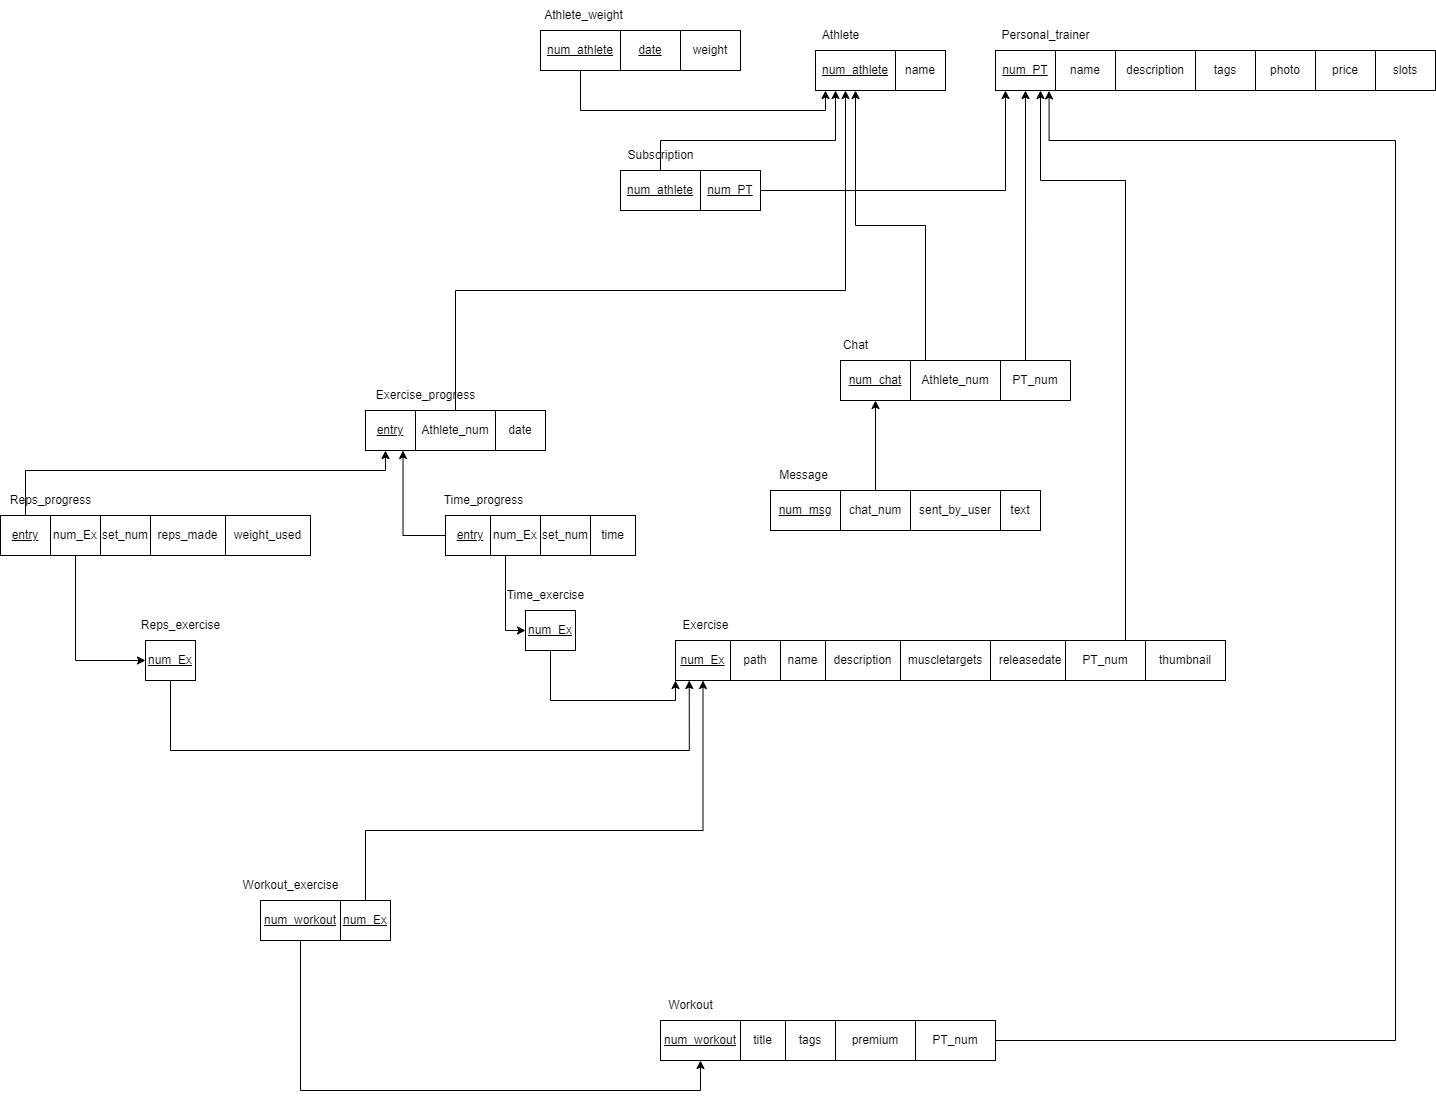 Athlete_weight
num_athlete date weight
Athlete
num_athlete name
Personal_trainer
num_PT name description tags photo price slots
Subscription
num_athlete num_PT
Chat
num_chat Athlete_num PT_num
Exercise_progress
entry Athlete_num date
Message
num_msg chat_num sent_by_user text
Reps_progress
entry num_Ex set_num reps_made weight_used
Time_progress
entry num_Ex set_num time
Time_exercise
num_Ex
Reps_exercise
num_Ex
Exercise
num_Ex path name description muscletargets releasedate PT_num thumbnail
Workout_exercise
num_workout num_Ex
Workout
num_workout title tags premium PT_num